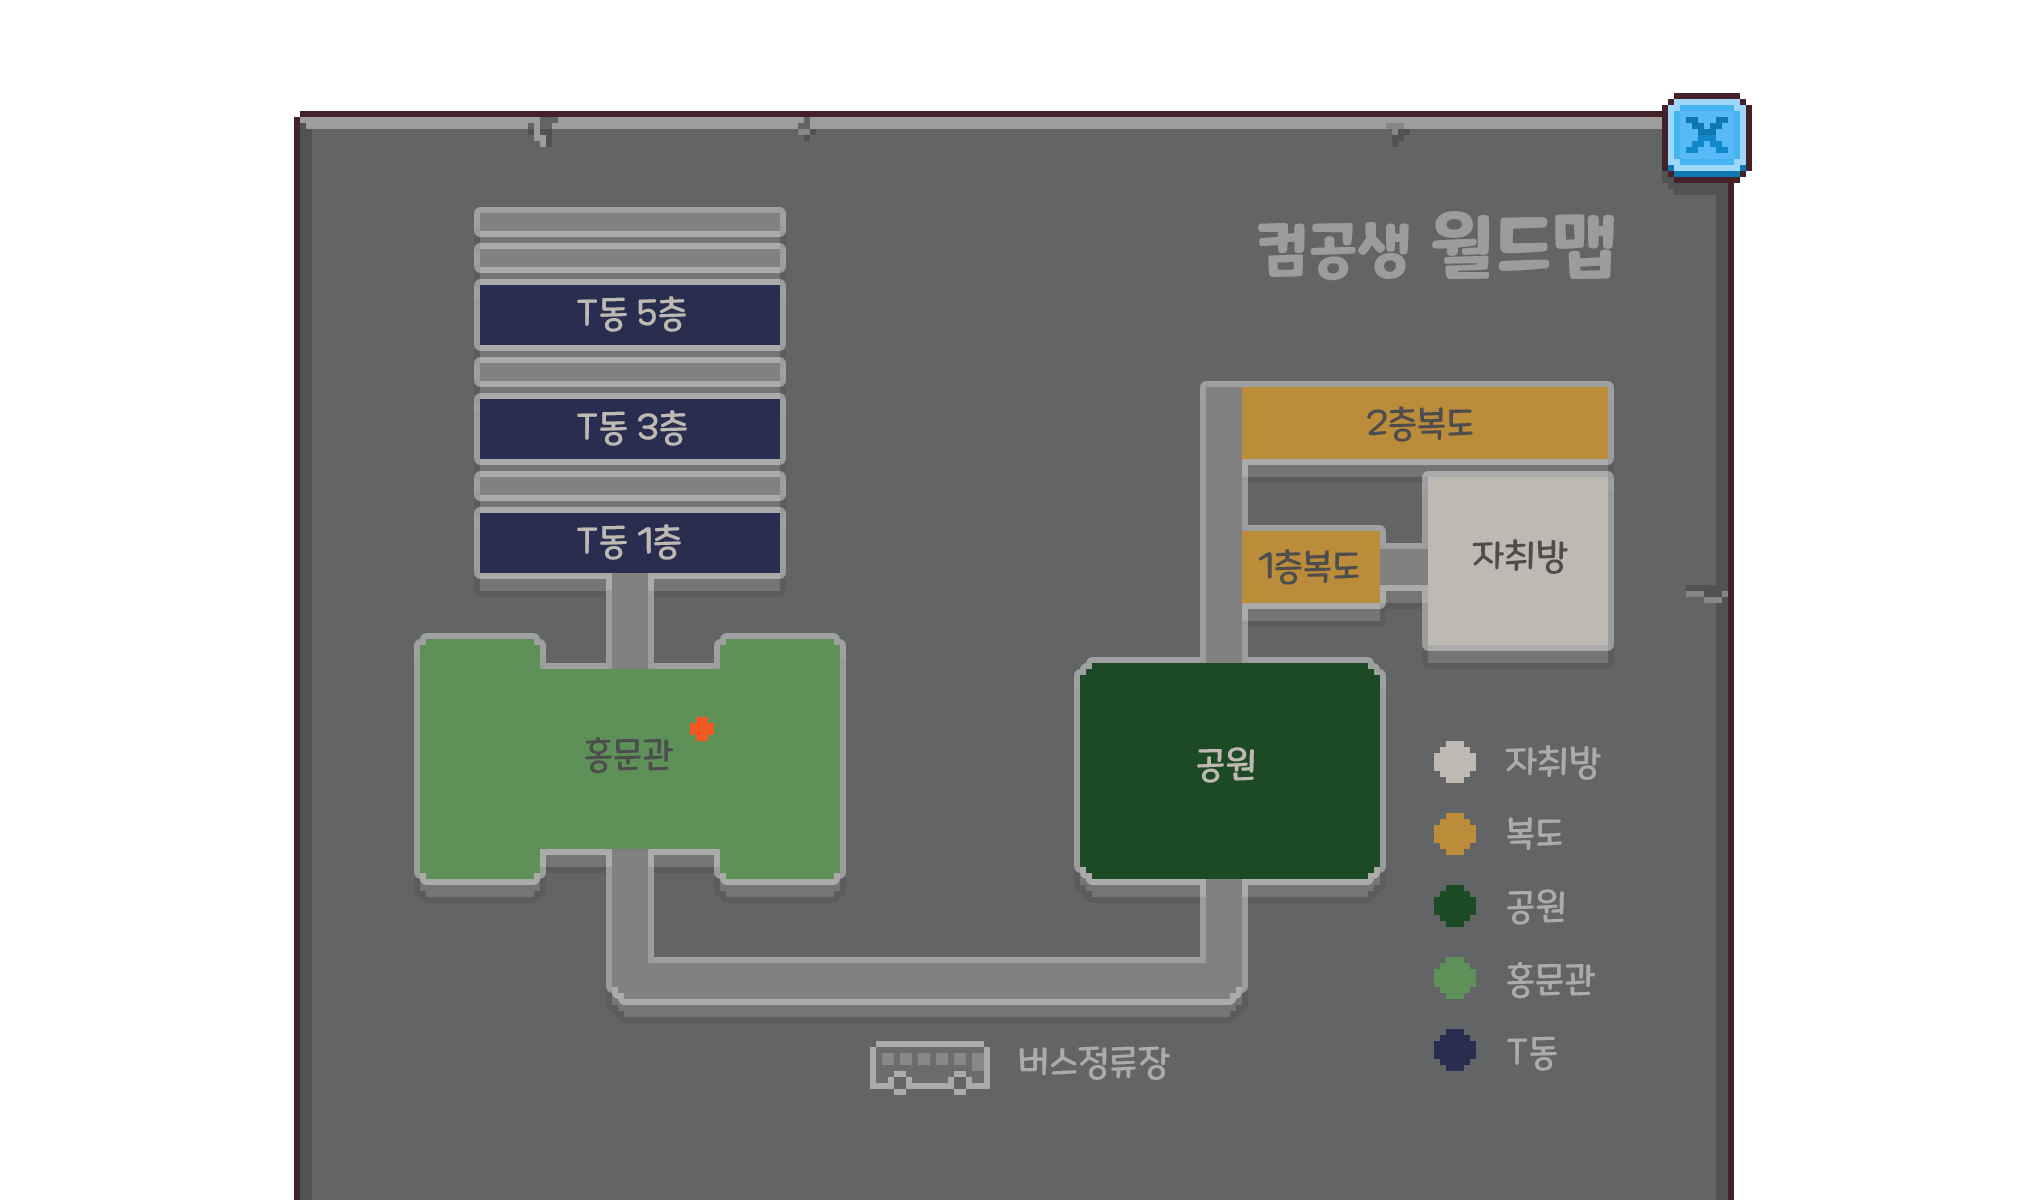 컴공생 월드맵
T동 5층
T동 3층
T동 1층
2층복도
1층복도
자취방
홍문관
공원
자취방
복도
공원
홍문관
T동
버스정류장